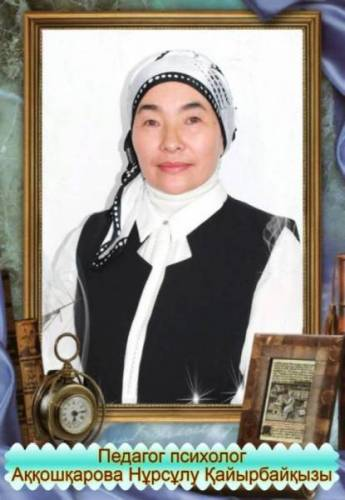 Педагог психолог
Аққошқарова Нұрсұлу Қайырбайқызы